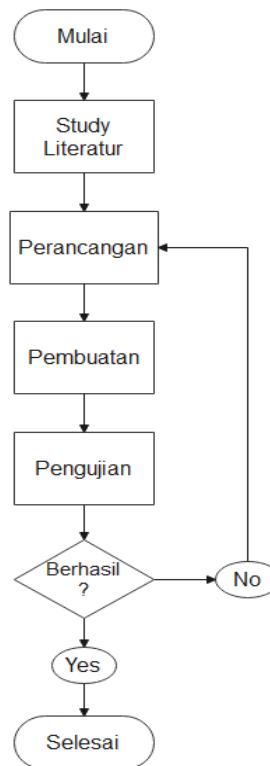 Mulai
Study
Literatur
Perancangan
Pembuatan
Pengujian
Berhasil
?
No
Yes
Selesai